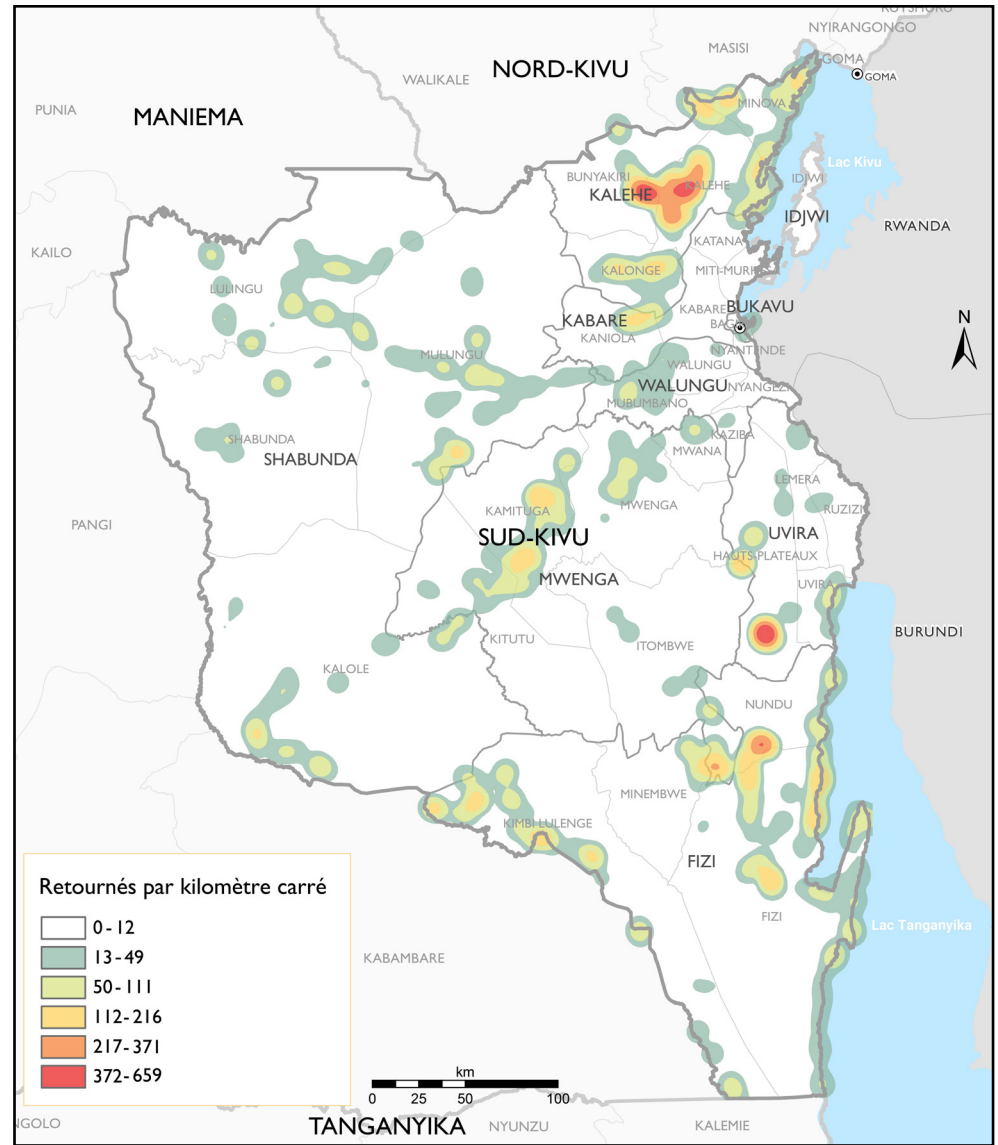 RUTSHURU
NYIRANGONGO
MASISI
NORD-KIVU
GOMA
GOMA
WALIKALE
PUNIA
MANIEMA
MINOVA
Lac Kivu
BUNYAKIRI
IDJWI
KALEHE
KALEHE
IDJWI
RWANDA
KATANA
KAILO
KALONGE
LULINGU
KABARE
BUKAVU
N
KABARE
KANIOLA
NYANTENDE
MULUNGU
WALUNGU
WALUNGU
NYANGEZI
MUBUMBANO
KAZIBA
SHABUNDA
MWANA
SHABUNDA
LEMERA
KAMITUGA
MWENGA
RUZIZI
PANGI
SUD-KIVU
UVIRA
HAUTS-PLATEAUX
MWENGA
UVIRA
BURUNDI
KITUTU
ITOMBWE
KALOLE
NUNDU
MINEMBWE
KIMBI LULENGE
FIZI
FIZI
Lac Tanganyika
KABAMBARE
Retournés par kilomètre carré
0 - 12
13 - 49
50 - 111
112 - 216
217 - 371
372 - 659
km
0 25 50 100
TANGANYIKA
NYUNZU
KALEMIE